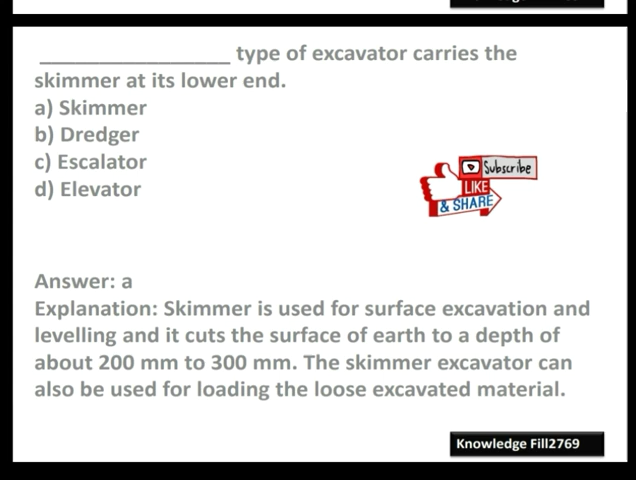 ________________ type of excavator carries the
skimmer at its lower end.
a) Skimmer
b) Dredger
c) Escalator
d) Elevator
Subscribe
LIKE
& SHARE
Answer: a
Explanation: Skimmer is used for surface excavation and
levelling and it cuts the surface of earth to a depth of
about 200 mm to 300 mm. The skimmer excavator can
also be used for loading the loose excavated material.
Knowledge Fill2769